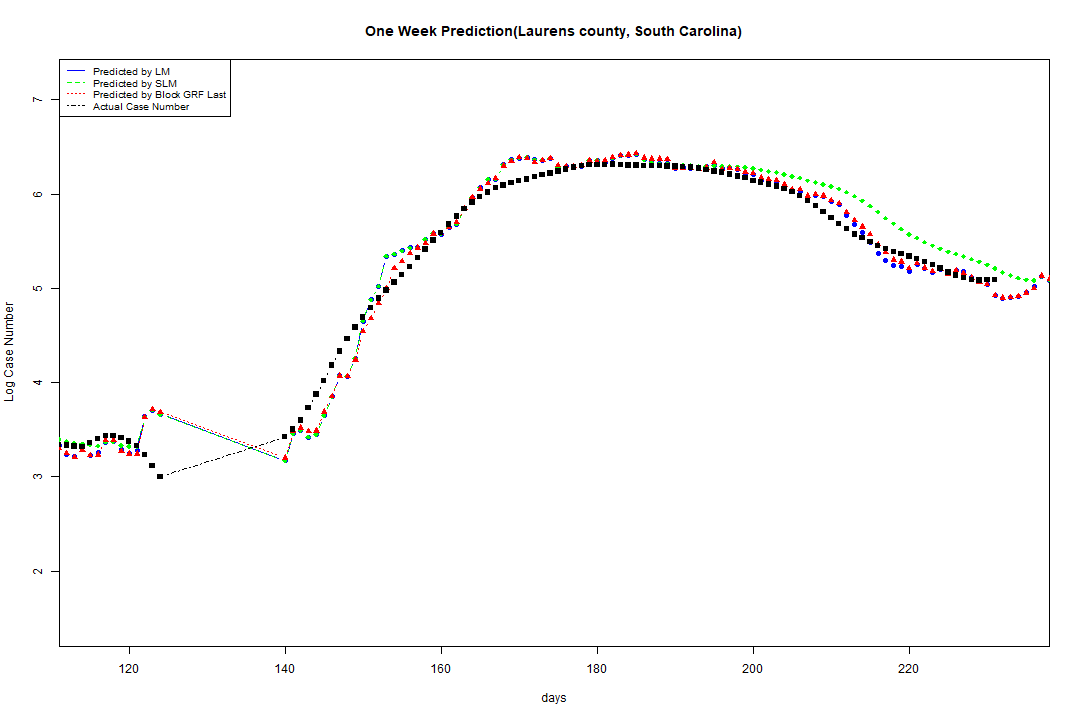 One Week Prediction(Laurens county, South Carolina)
Predicted by LM
Predicted by SLM
Predicted by Block GRF Last
Actual Case Number
7
6
5
4
3
2
Log Case Number
120 140 160 180 200 220
days